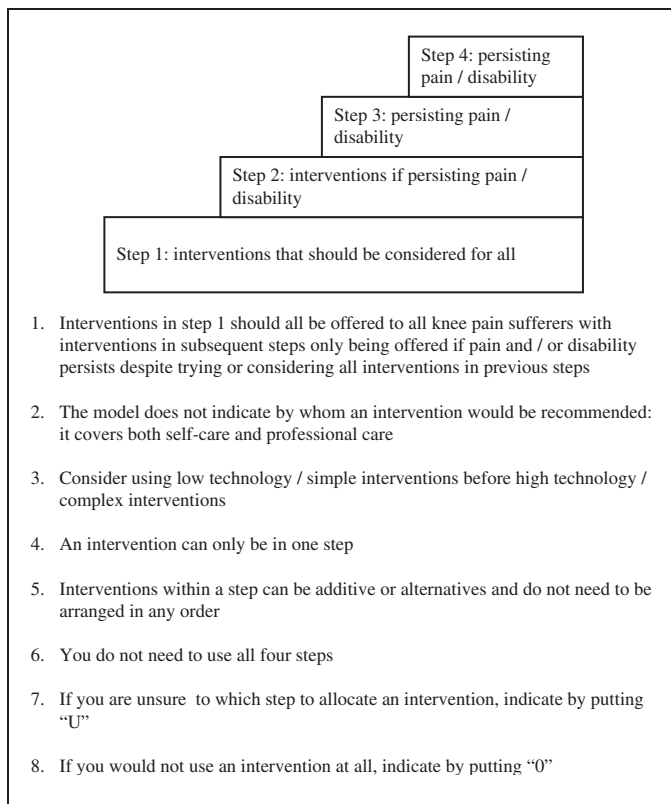 Step 4: persisting
pain / disability
Step 3: persisting pain /
disability
Step 2: interventions if persisting pain /
disability
Step 1: interventions that should be considered for all
1. Interventions in step 1 should all be offered to all knee pain sufferers with
interventions in subsequent steps only being offered if pain and / or disability
persists despite trying or considering all interventions in previous steps
2. The model does not indicate by whom an intervention would be recommended:
it covers both self-care and professional care
3. Consider using low technology / simple interventions before high technology /
complex interventions
4. An intervention can only be in one step
5. Interventions within a step can be additive or alternatives and do not need to be
arranged in any order
6. You do not need to use all four steps
7. If you are unsure to which step to allocate an intervention, indicate by putting
“U”
8. If you would not use an intervention at all, indicate by putting “0”